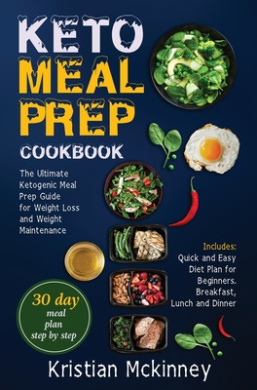 KETO
MEAL
PREP
COOKBOOK
The Ultimate
Ketogenic Meal
Prep Guide
for Weight Loss
and Weight
Maintenance
Includes:
Quick and Easy
Diet Plan for
Beginners.
Breakfast,
Lunch and Dinner
30 day
meal
plan
step by step
Kristian Mckinney